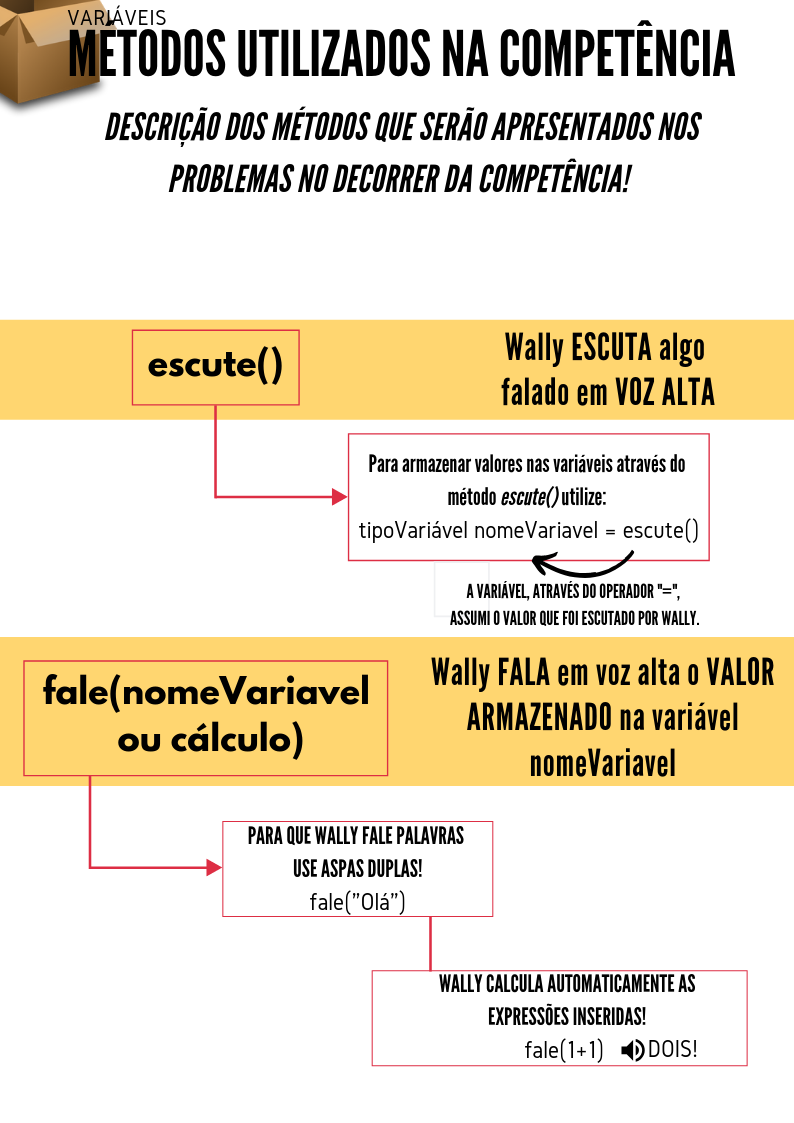 VARIÁVEIS
MÉTODOS UTILIZADOS NA COMPETÊNCIA
DESCRIÇÃO DOS MÉTODOS QUE SERÃO APRESENTADOS NOS
PROBLEMAS NO DECORRER DA COMPETÊNCIA!
escute()
Wally ESCUTA algo
falado em VOZ ALTA
Para armazenar valores nas variáveis através do
método escute() utilize:
tipoVariável nomeVariavel = escute()
A VARIÁVEL, ATRAVÉS DO OPERADOR "=",
ASSUMI O VALOR QUE FOI ESCUTADO POR WALLY.
fale(nomeVariavel
ou cálculo)
Wally FALA em voz alta o VALOR
ARMAZENADO na variável
nomeVariavel
PARA QUE WALLY FALE PALAVRAS
USE ASPAS DUPLAS!
fale(”Olá”)
WALLY CALCULA AUTOMATICAMENTE AS
EXPRESSÕES INSERIDAS!
fale(1+1) DOIS!